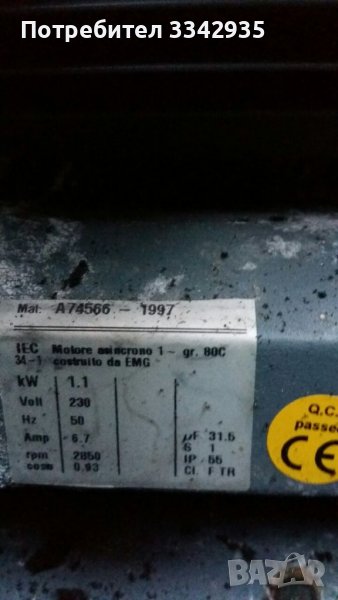 Потребител 3342935
Mat. A74566 - 1997
IEC Motore asincrono 1~ gr. 80C
34-1 costruito da EMG
kW 1.1
Volt 230
Hz 50
Amp 6.7 µF 31.5
S 1
rpm 2850 IP 55
cosφ 0.93 Cl. F TR
Q.C.
passed
CE
BAZAR